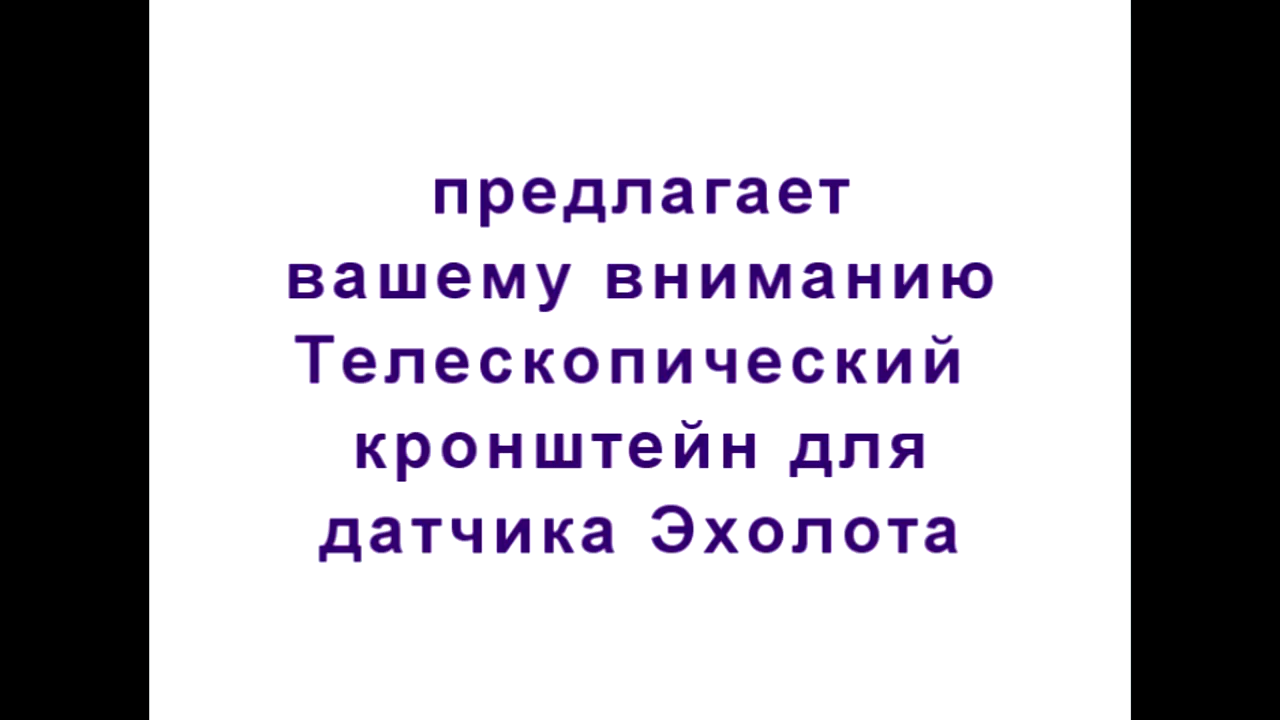 предлагает
вашему вниманию
Телескопический
кронштейн для
датчика Эхолота